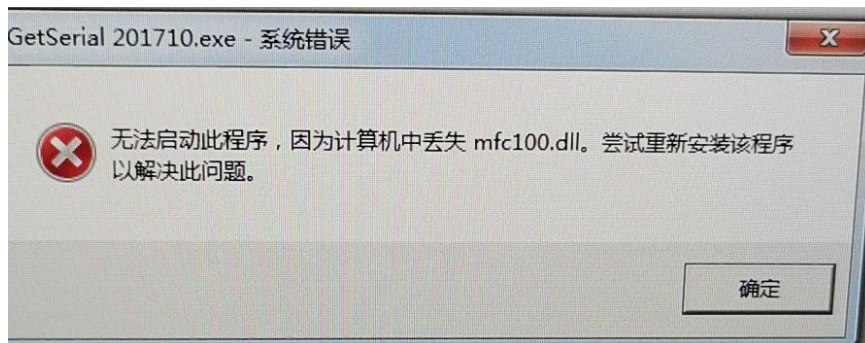 GetSerial 201710.exe - 系统错误
无法启动此程序，因为计算机中丢失 mfc100.dll。尝试重新安装该程序
以解决此问题。
确定